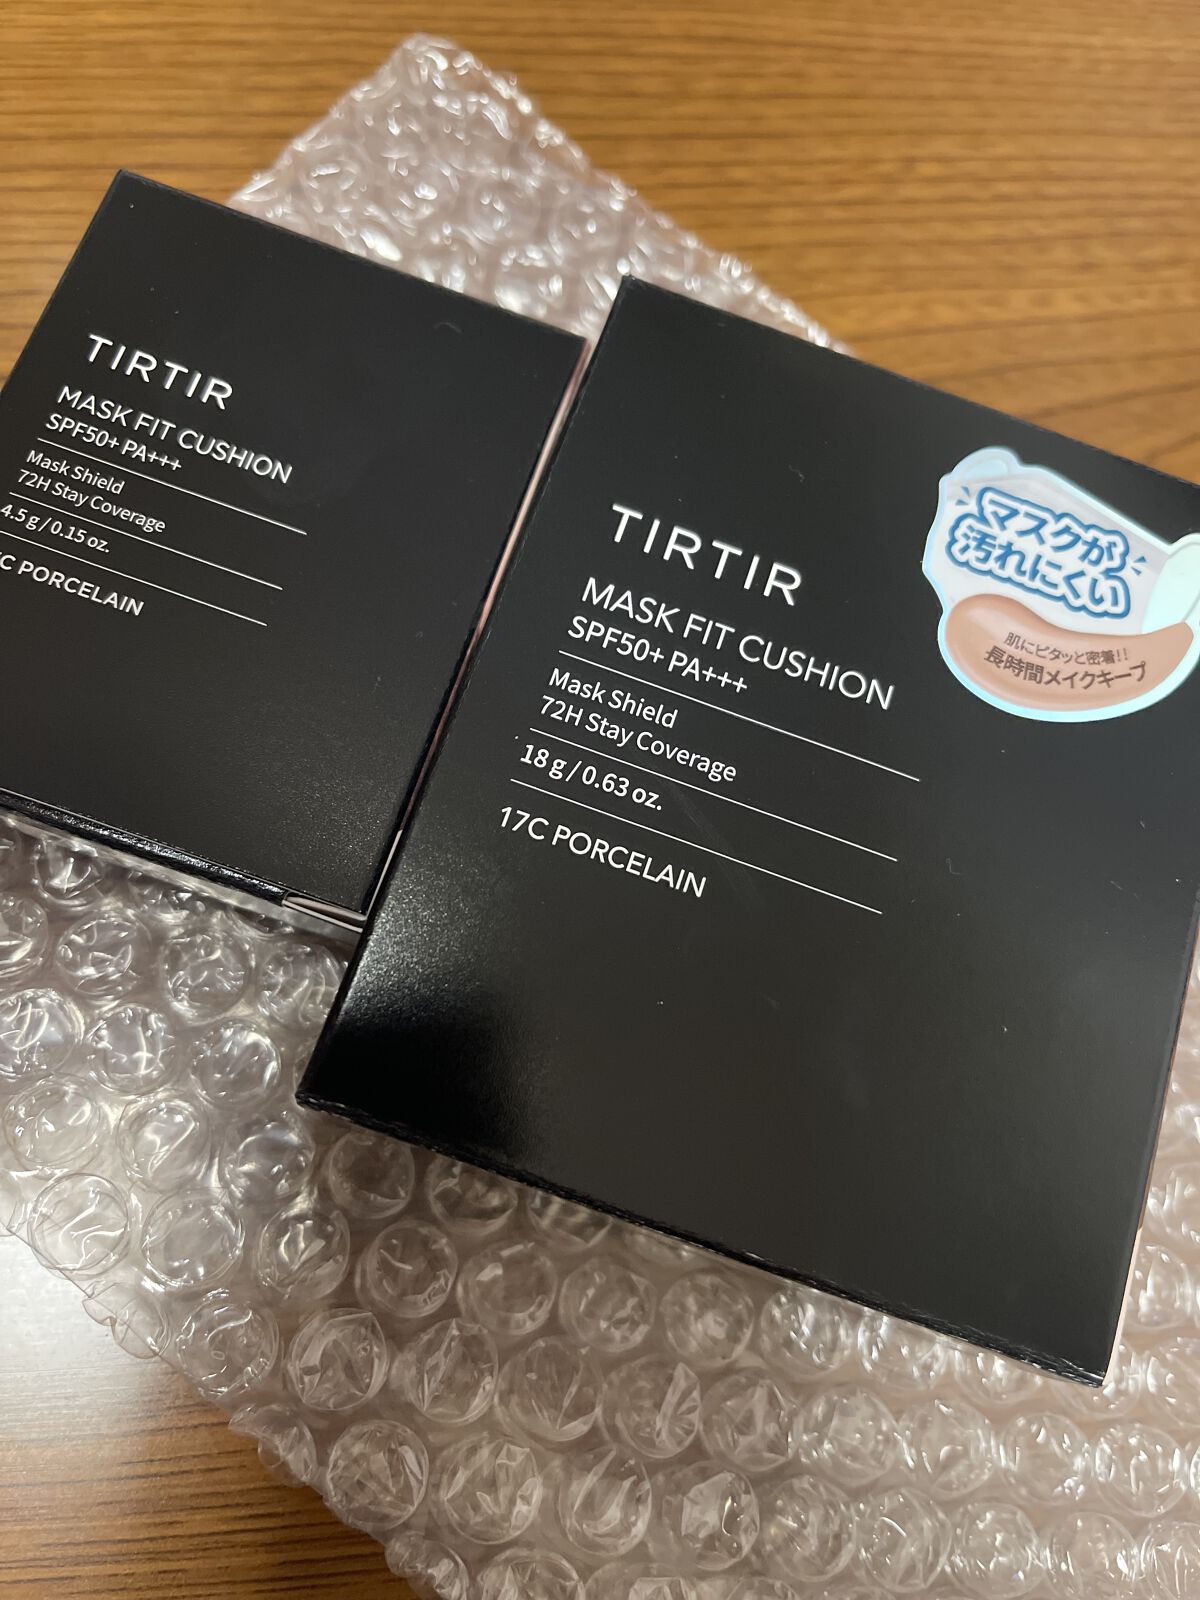 TIRTIR
MASK FIT CUSHION
SPF50+ PA+++
Mask Shield
72H Stay Coverage
4.5 g / 0.15 oz.
C PORCELAIN
TIRTIR
MASK FIT CUSHION
SPF50+ PA+++
Mask Shield
72H Stay Coverage
18 g / 0.63 oz.
17C PORCELAIN
マスクが
汚れにくい
肌にピタッと密着!!
長時間メイクキープ